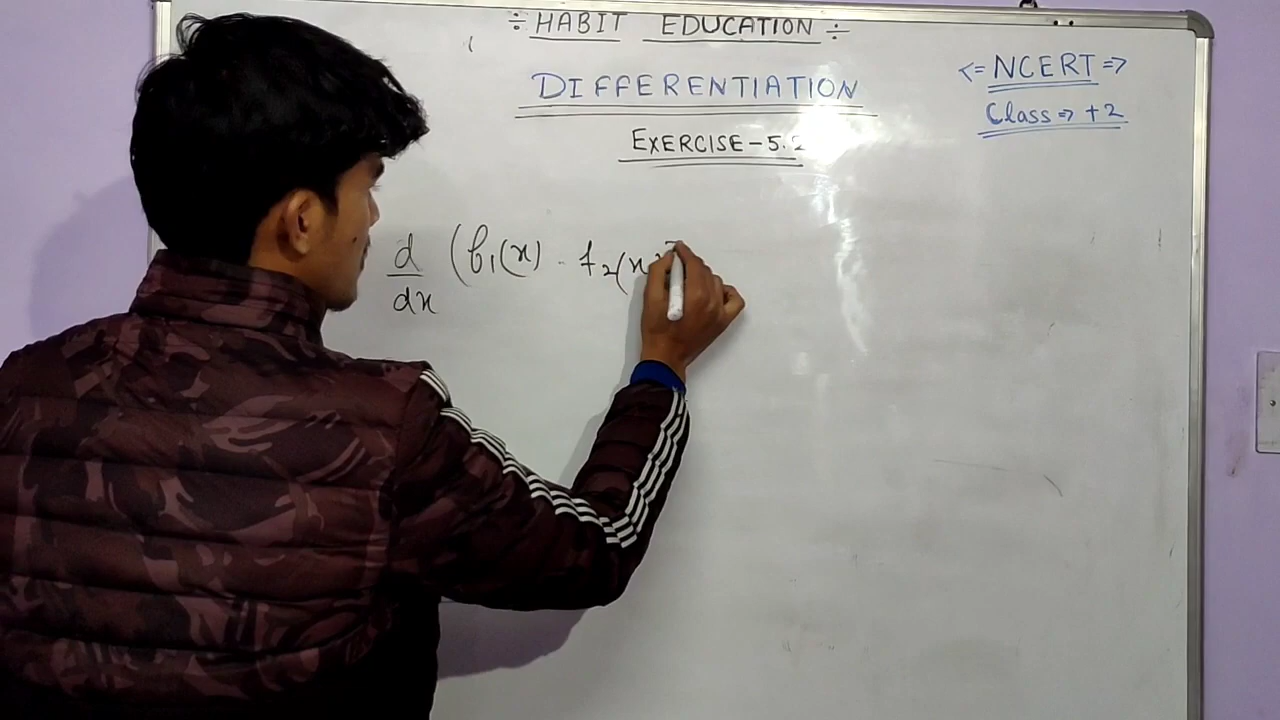 ÷ HABIT EDUCATION ÷
DIFFERENTIATION
<= NCERT =>
Class => +2
EXERCISE - 5.2
d/dx (f₁(x) - f₂(x)